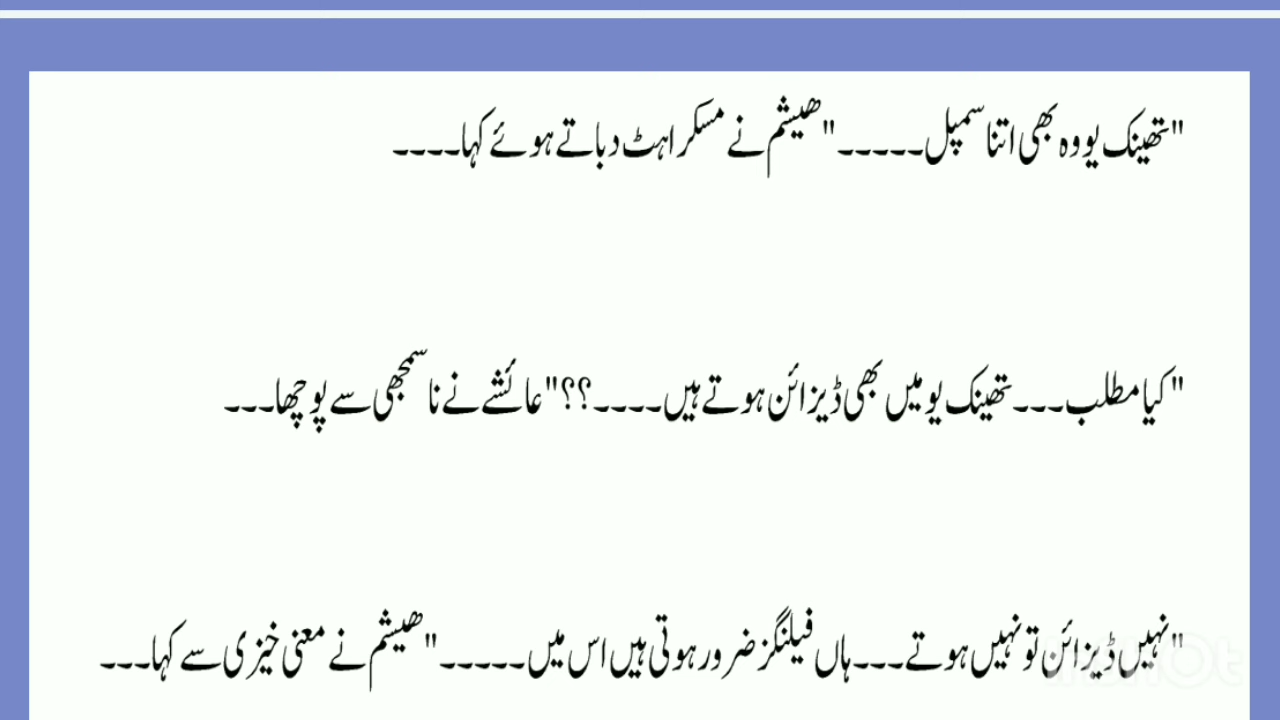 "تھینک یو وہ بھی اتنا سمپل۔۔۔۔۔" ھیشم نے مسکراہٹ دباتے ہوئے کہا۔۔۔۔
"کیا مطلب۔۔۔ تھینک یو میں بھی ڈیزائن ہوتے ہیں۔۔۔۔؟؟" عائشے نے ناسمجھی سے پوچھا۔۔۔
"نہیں ڈیزائن تو نہیں ہوتے۔۔۔ ہاں فیلنگز ضرور ہوتی ہیں اس میں۔۔۔۔۔" ھیشم نے معنی خیزی سے کہا۔۔۔